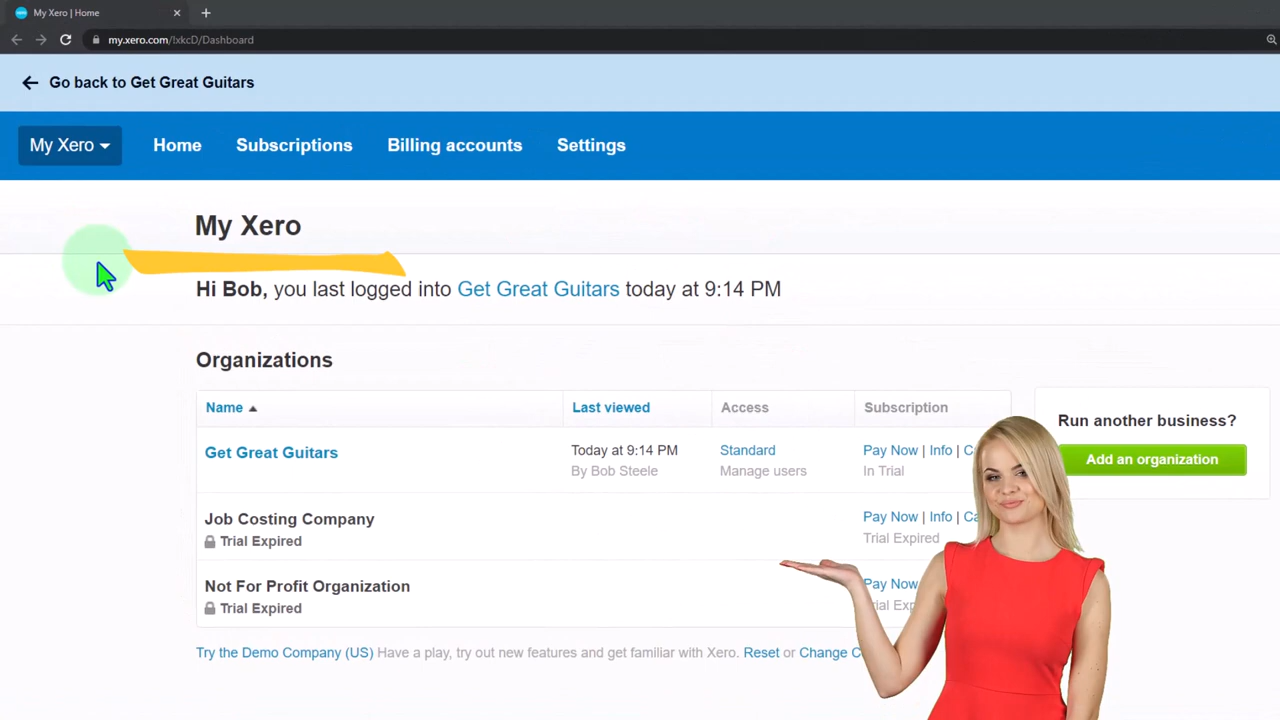 My Xero | Home
my.xero.com/!xkcD/Dashboard
Go back to Get Great Guitars
My Xero Home Subscriptions Billing accounts Settings
My Xero
Hi Bob, you last logged into Get Great Guitars today at 9:14 PM
Organizations
Name Last viewed Access Subscription
Get Great Guitars Today at 9:14 PM Standard Pay Now | Info |
By Bob Steele Manage users In Trial
Job Costing Company Pay Now | Info |
Trial Expired Trial Expired
Not For Profit Organization Pay Now
Trial Expired
Run another business?
Add an organization
Try the Demo Company (US) Have a play, try out new features and get familiar with Xero. Reset or Change